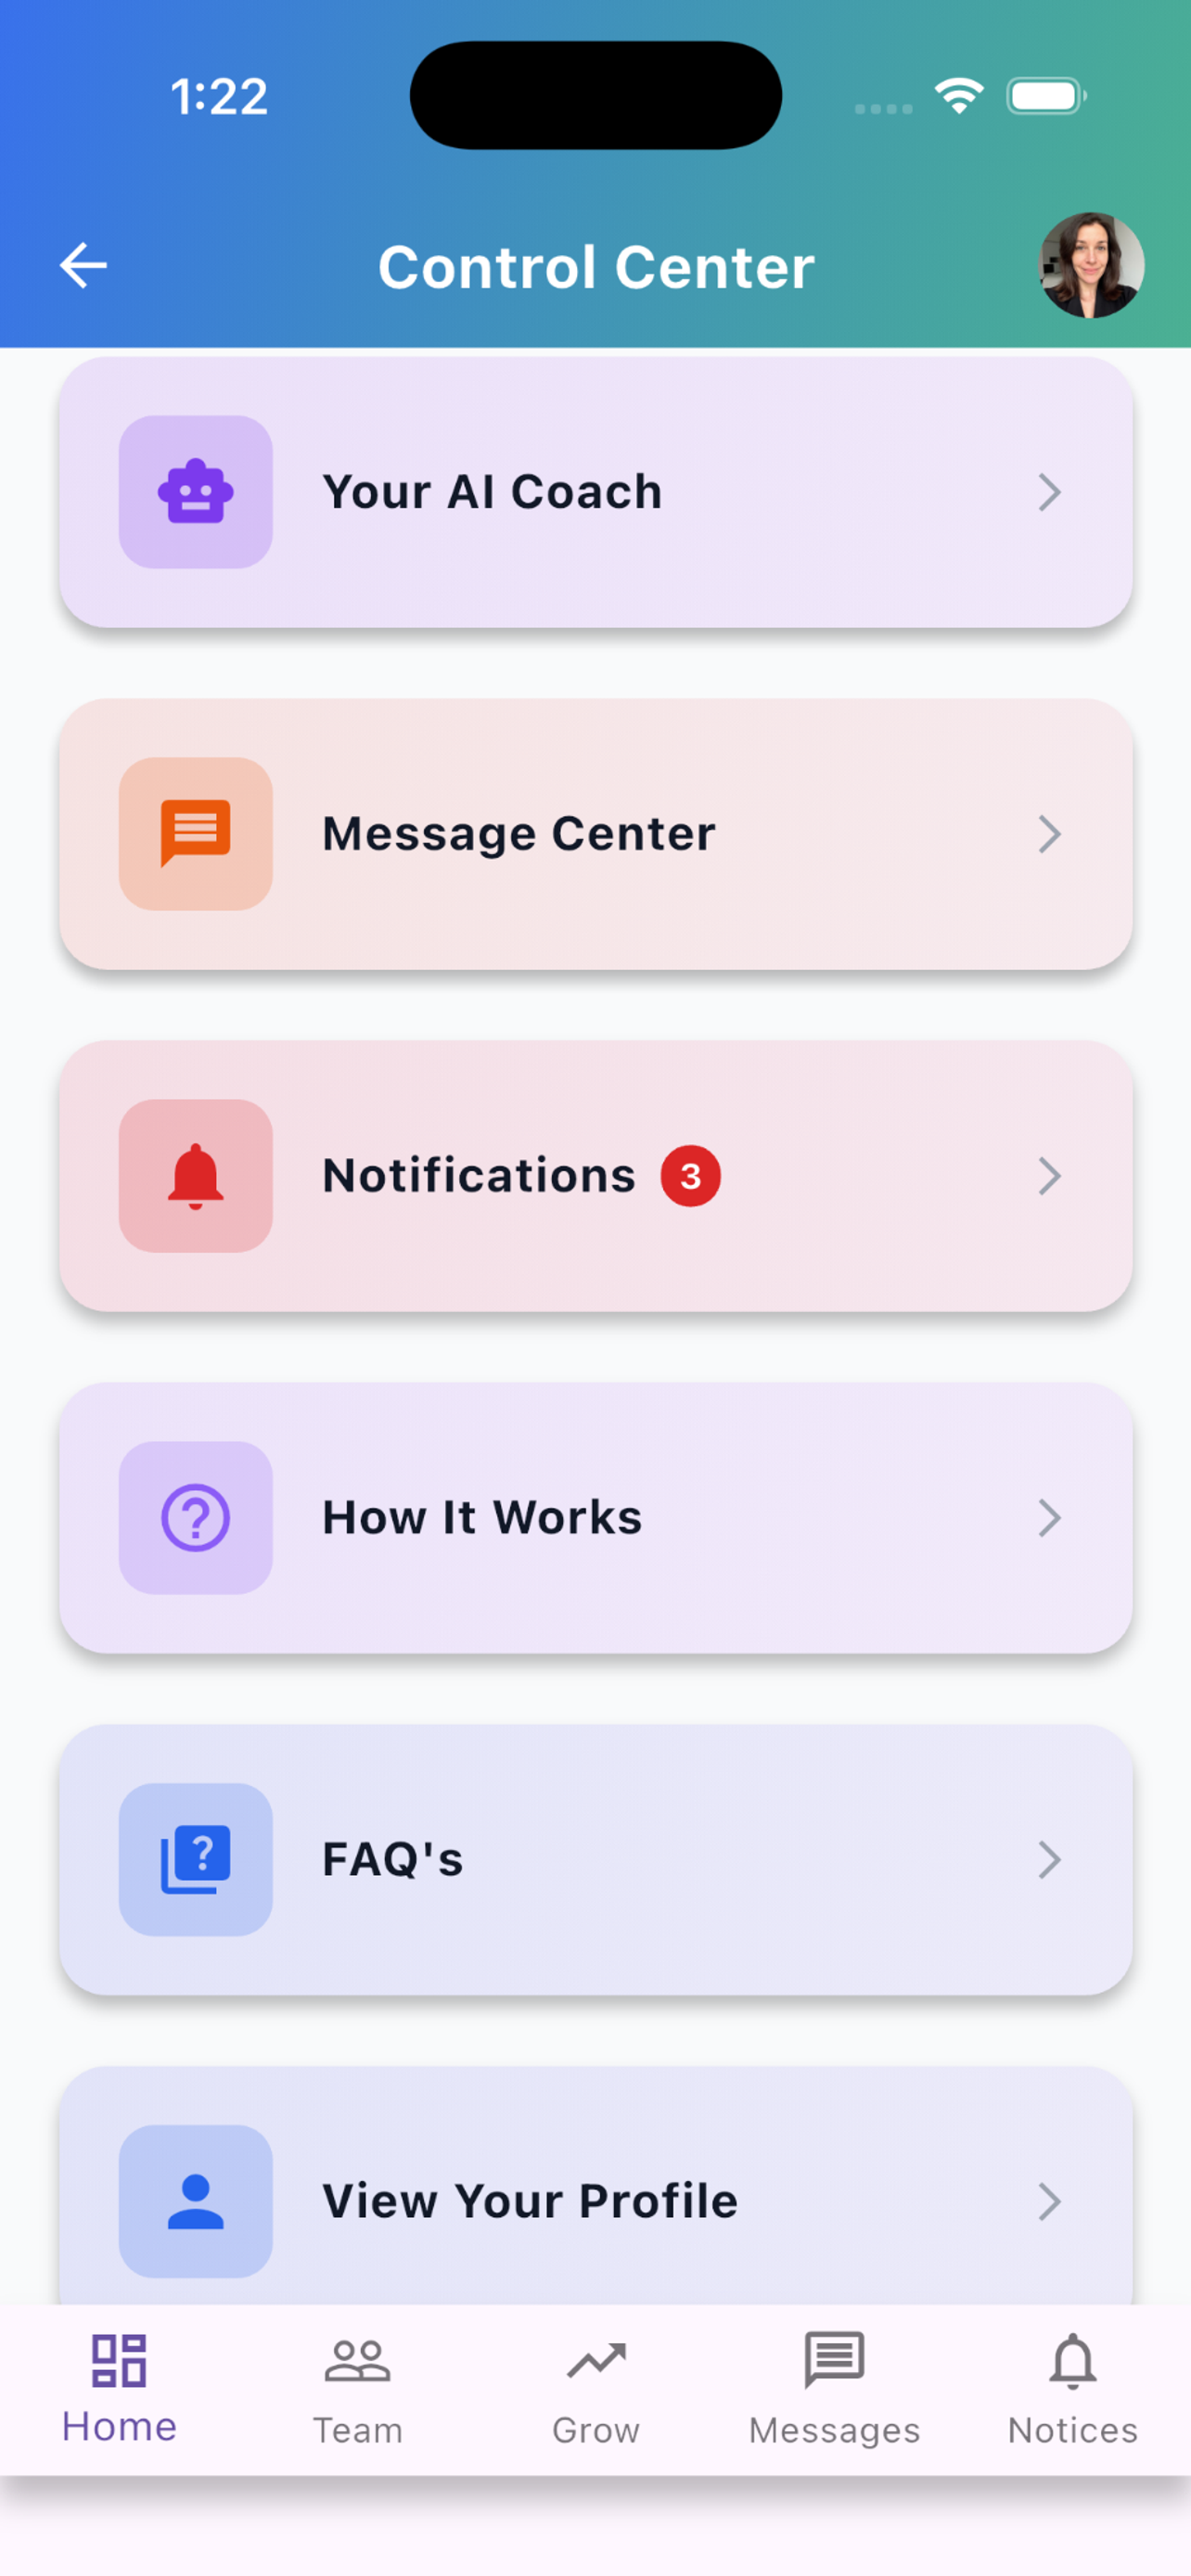 1:22
Control Center
Your AI Coach
Message Center
Notifications 3
How It Works
FAQ's
View Your Profile
Home Team Grow Messages Notices